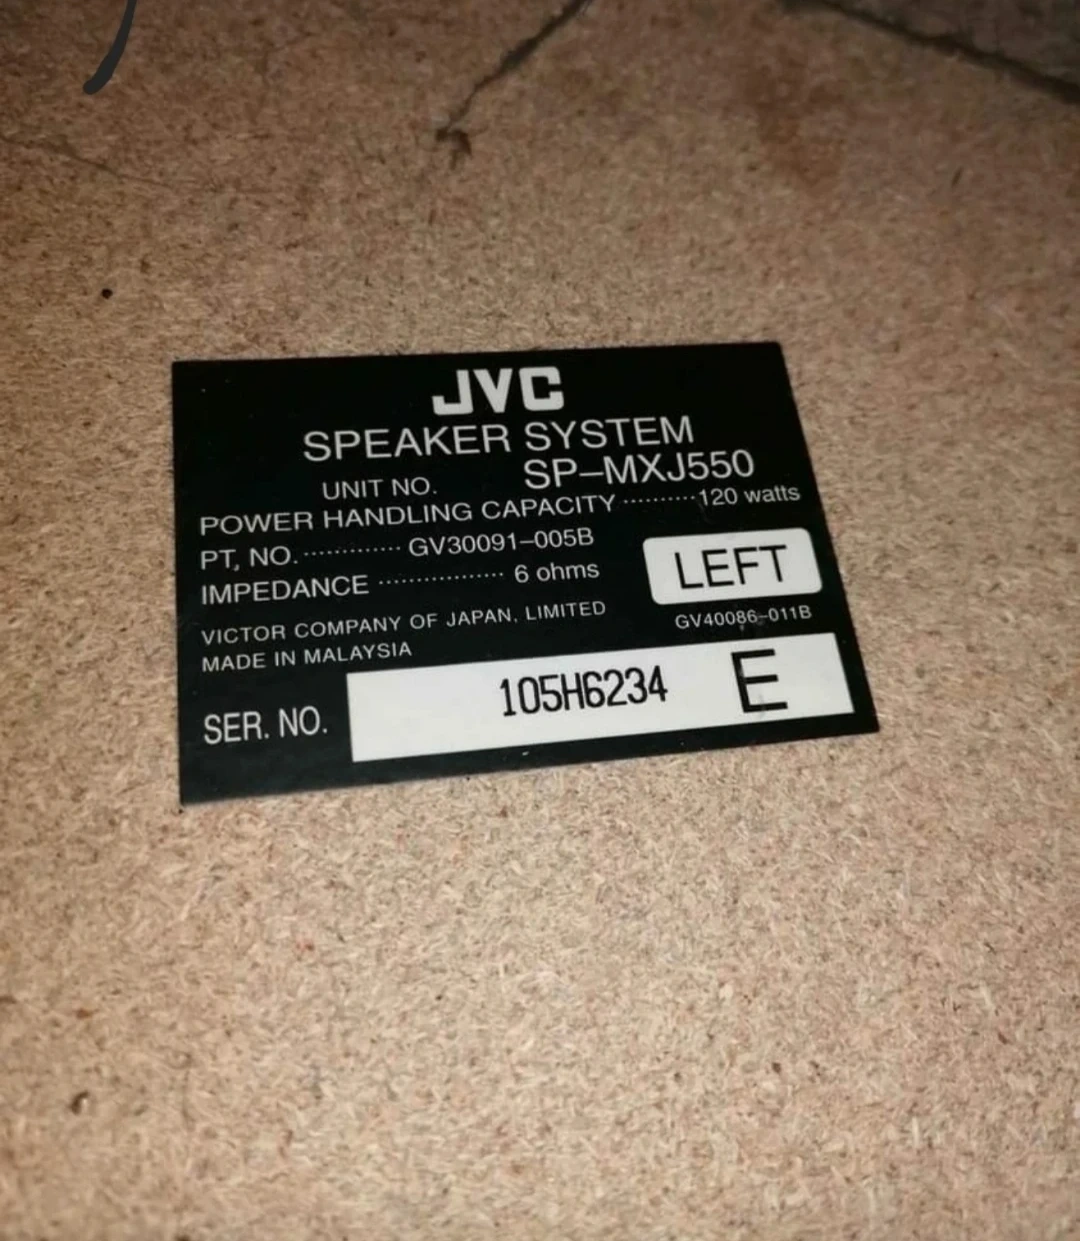 JVC
SPEAKER SYSTEM
UNIT NO. SP-MXJ550
POWER HANDLING CAPACITY ·········· 120 watts
PT, NO. ············· GV30091-005B
IMPEDANCE ················· 6 ohms
LEFT
VICTOR COMPANY OF JAPAN, LIMITED
GV40086-011B
MADE IN MALAYSIA
SER. NO. 105H6234 E